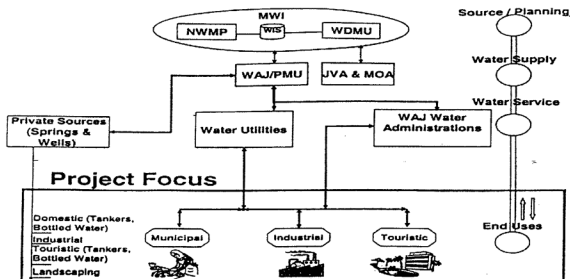 MWI
Source / Planning
NWMP
WIS
WDMU
Water Supply
WAJ/PMU
JVA & MOA
Water Service
Private Sources
(Springs &
Wells)
Water Utilities
WAJ Water
Administrations
Project Focus
Domestic (Tankers,
Bottled Water)
Industrial
Touristic (Tankers,
Bottled Water)
Landscaping
Municipal
Industrial
Touristic
End Uses